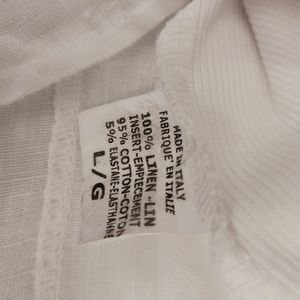 MADE IN ITALY
FABRIQUE' EN ITALIE
100% LINEN -LIN
INSERT-EMPIECEMENT
95% COTTON-COTON
5% ELASTANE-ELASTHANNE
L/G